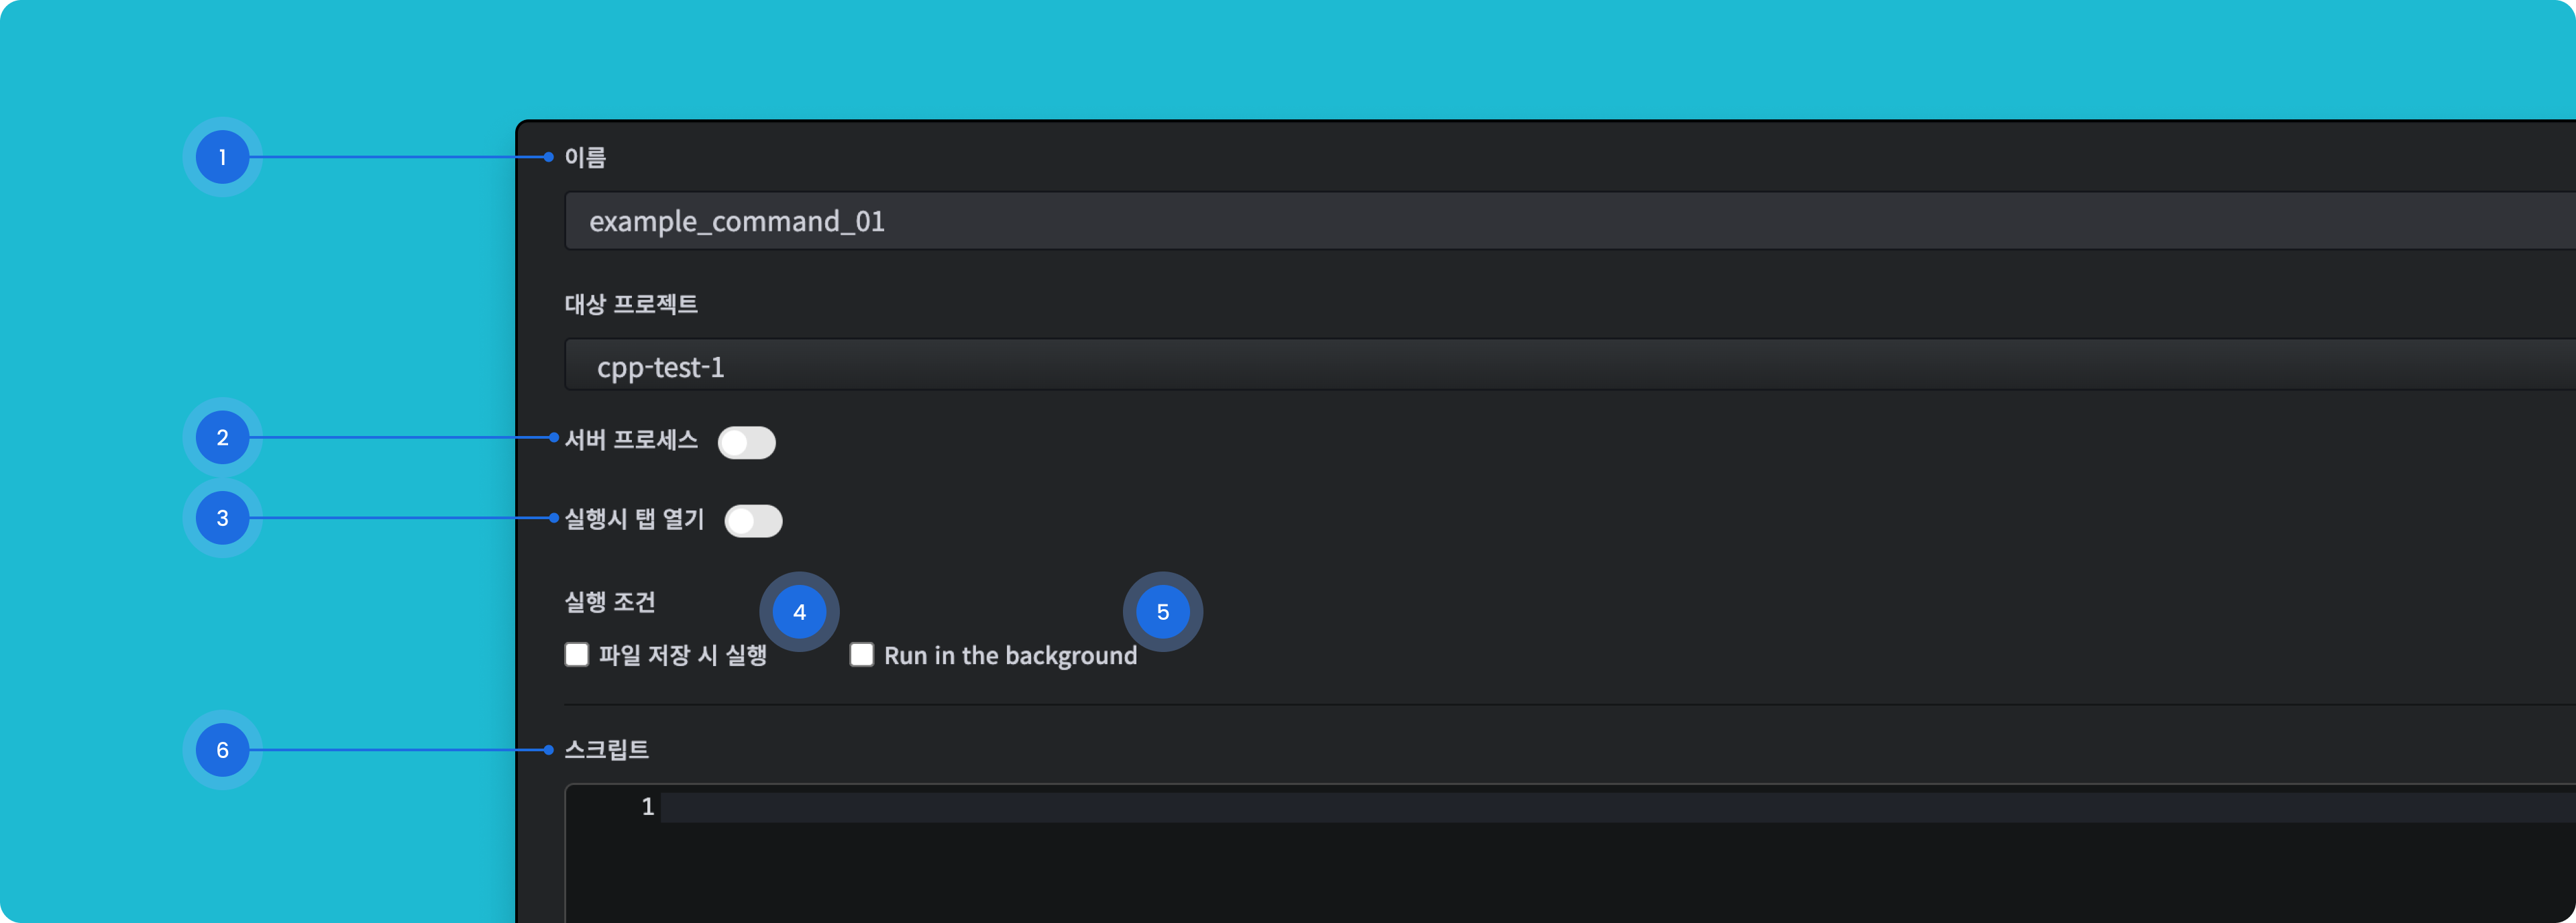 1 이름
example_command_01
대상 프로젝트
cpp-test-1
2 서버 프로세스
3 실행시 탭 열기
실행 조건 4 5
파일 저장 시 실행 Run in the background
6 스크립트
1